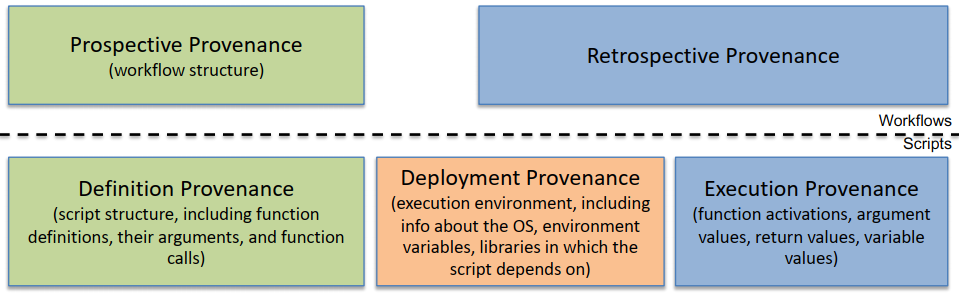 Prospective Provenance
(workflow structure)
Retrospective Provenance
Workflows
Scripts
Definition Provenance
(script structure, including function
definitions, their arguments, and function
calls)
Deployment Provenance
(execution environment, including
info about the OS, environment
variables, libraries in which the
script depends on)
Execution Provenance
(function activations, argument
values, return values, variable
values)